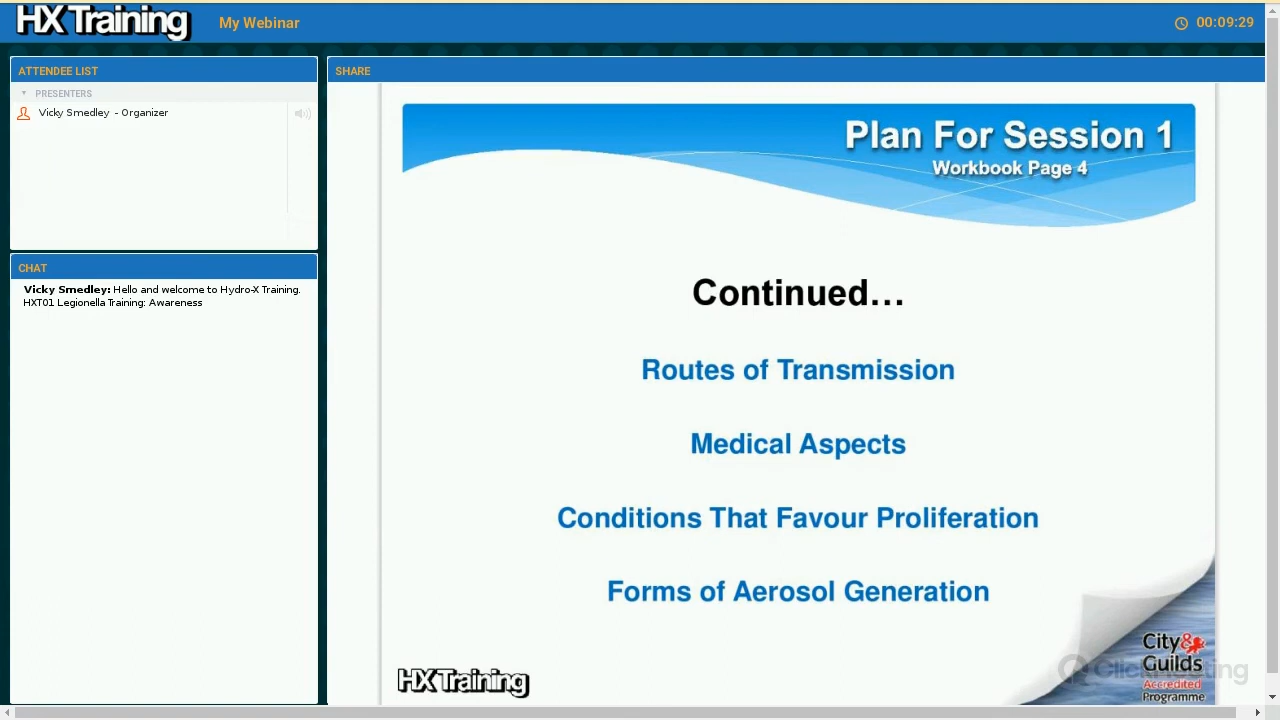 HX Training
My Webinar
00:09:29
ATTENDEE LIST
PRESENTERS
Vicky Smedley - Organizer
CHAT
Vicky Smedley: Hello and welcome to Hydro-X Training.
HXT01 Legionella Training: Awareness
SHARE
Plan For Session 1
Workbook Page 4
Continued...
Routes of Transmission
Medical Aspects
Conditions That Favour Proliferation
Forms of Aerosol Generation
HX Training
City&
Guilds
Accredited
Programme
ClickMeeting